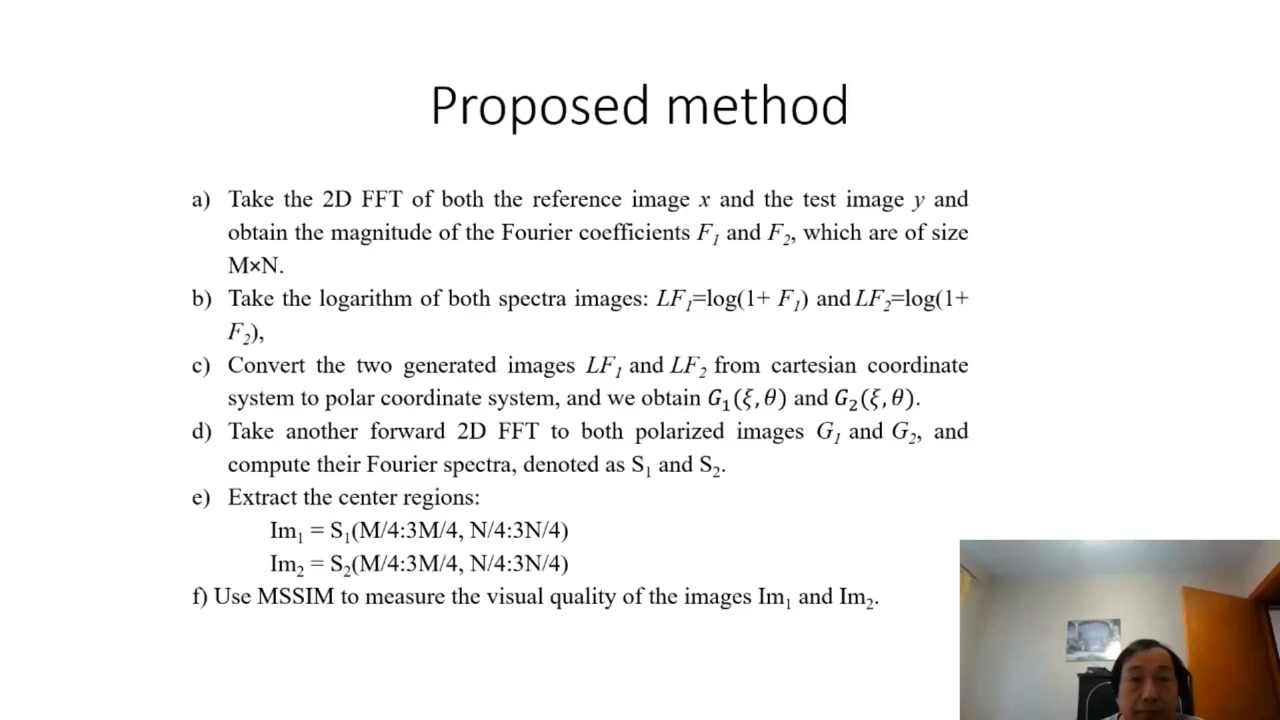 Proposed method
a) Take the 2D FFT of both the reference image x and the test image y and
obtain the magnitude of the Fourier coefficients F₁ and F₂, which are of size
M×N.
b) Take the logarithm of both spectra images: LF₁=log(1+ F₁) and LF₂=log(1+
F₂),
c) Convert the two generated images LF₁ and LF₂ from cartesian coordinate
system to polar coordinate system, and we obtain G₁(ξ,θ) and G₂(ξ,θ).
d) Take another forward 2D FFT to both polarized images G₁ and G₂, and
compute their Fourier spectra, denoted as S₁ and S₂.
e) Extract the center regions:
Im₁ = S₁(M/4:3M/4, N/4:3N/4)
Im₂ = S₂(M/4:3M/4, N/4:3N/4)
f) Use MSSIM to measure the visual quality of the images Im₁ and Im₂.